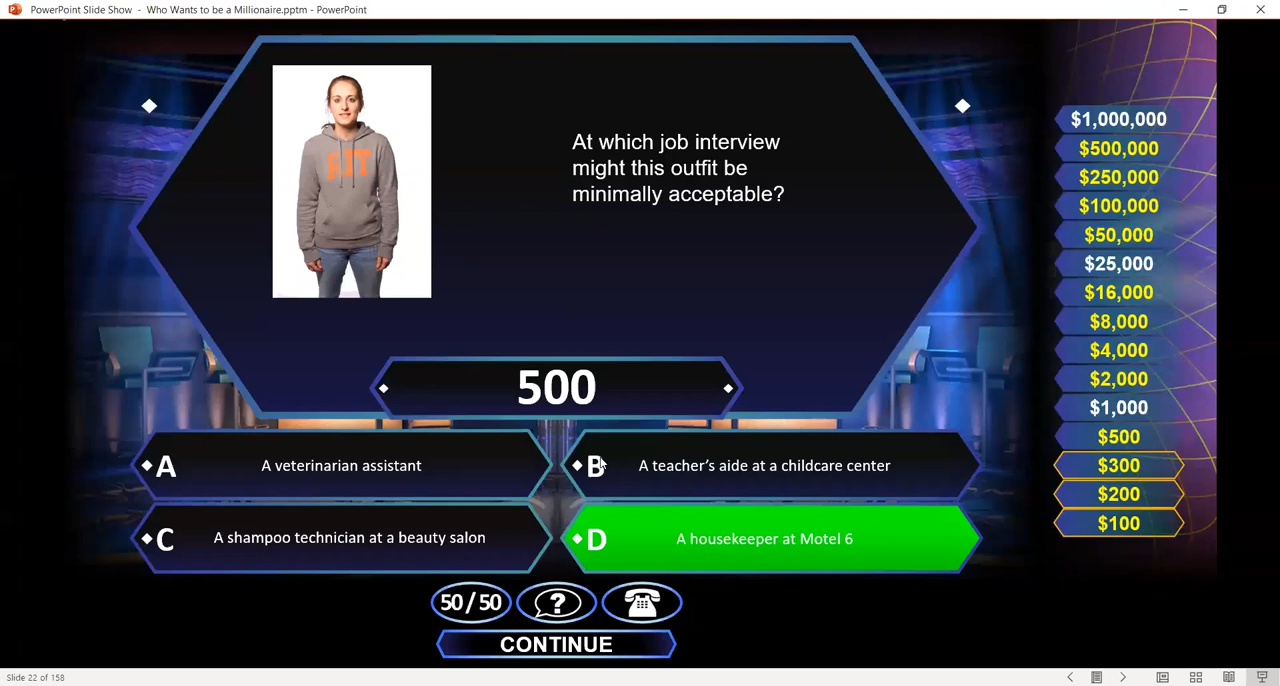 PowerPoint Slide Show - Who Wants to be a Millionaire.pptm - PowerPoint
RIT
At which job interview
might this outfit be
minimally acceptable?
$1,000,000
$500,000
$250,000
$100,000
$50,000
$25,000
$16,000
$8,000
$4,000
$2,000
$1,000
$500
$300
$200
$100
500
A A veterinarian assistant
B A teacher’s aide at a childcare center
C A shampoo technician at a beauty salon
D A housekeeper at Motel 6
50/50 ?
CONTINUE
Slide 22 of 158